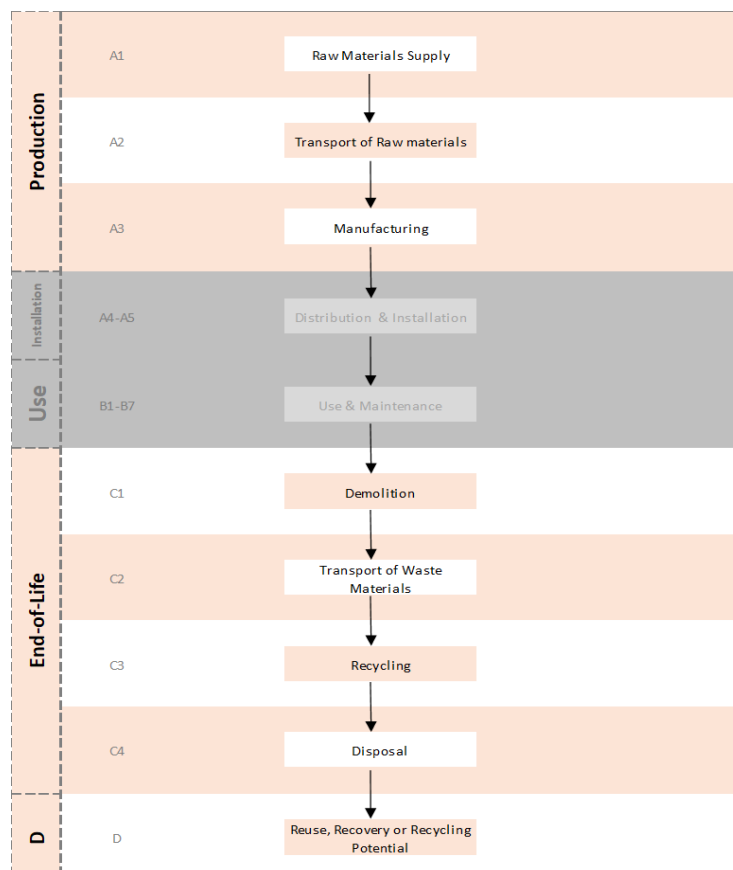 Production
A1
Raw Materials Supply
A2
Transport of Raw materials
A3
Manufacturing
Installation
A4-A5
Distribution & Installation
Use
B1-B7
Use & Maintenance
End-of-Life
C1
Demolition
C2
Transport of Waste
Materials
C3
Recycling
C4
Disposal
D
D
Reuse, Recovery or Recycling
Potential